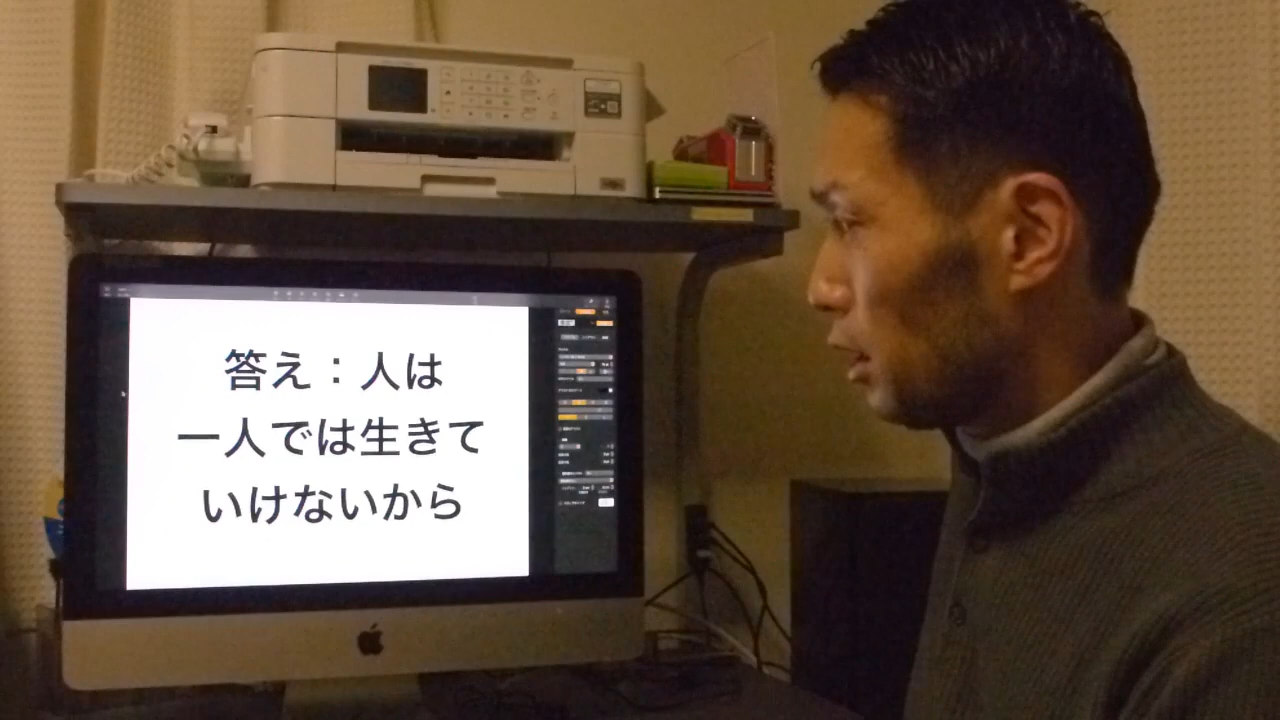 答え：人は
一人では生きて
いけないから